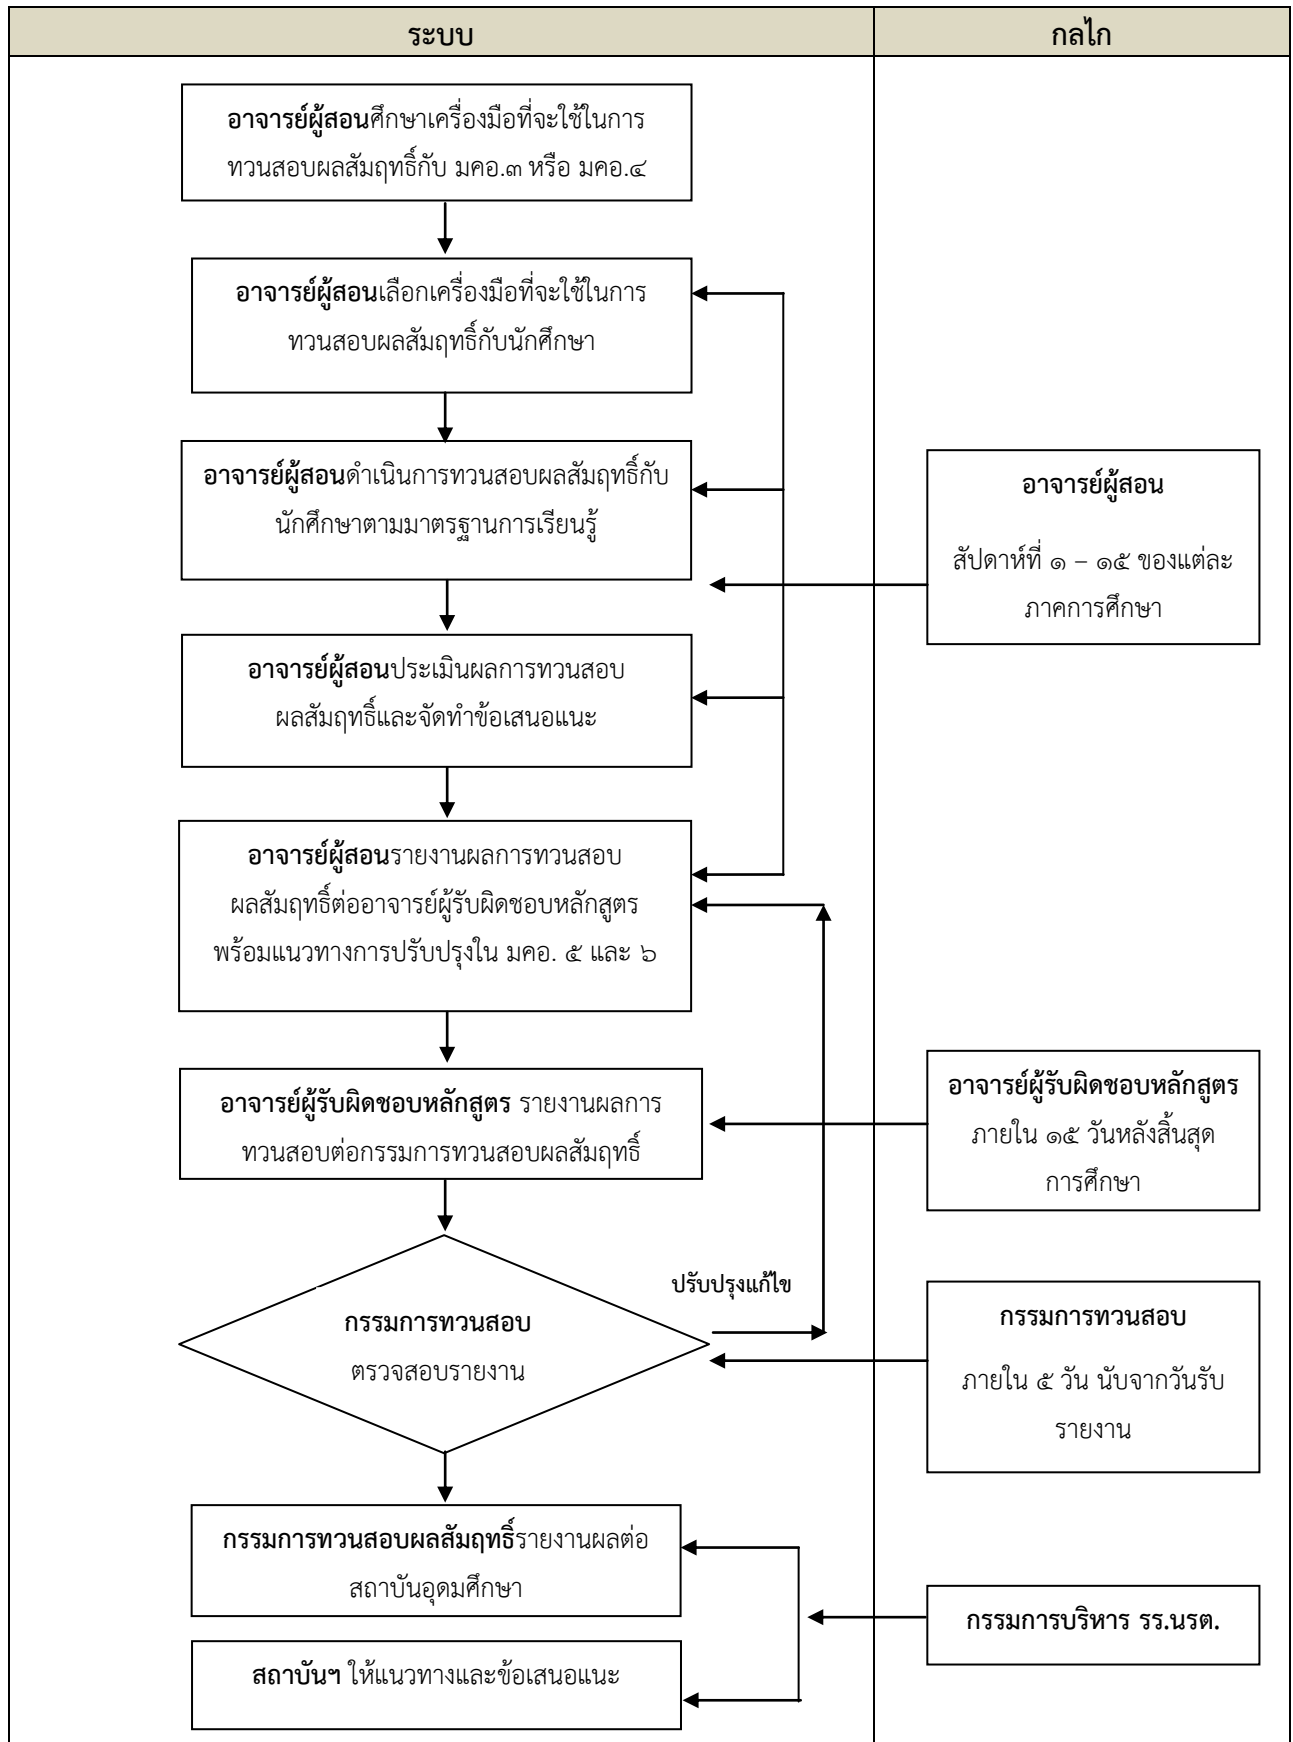 ระบบ
กลไก
อาจารย์ผู้สอนศึกษาเครื่องมือที่จะใช้ในการ
ทวนสอบผลสัมฤทธิ์กับ มคอ.๓ หรือ มคอ.๔
อาจารย์ผู้สอนเลือกเครื่องมือที่จะใช้ในการ
ทวนสอบผลสัมฤทธิ์กับนักศึกษา
อาจารย์ผู้สอนดำเนินการทวนสอบผลสัมฤทธิ์กับ
นักศึกษาตามมาตรฐานการเรียนรู้
อาจารย์ผู้สอน
สัปดาห์ที่ ๑ – ๑๕ ของแต่ละ
ภาคการศึกษา
อาจารย์ผู้สอนประเมินผลการทวนสอบ
ผลสัมฤทธิ์และจัดทำข้อเสนอแนะ
อาจารย์ผู้สอนรายงานผลการทวนสอบ
ผลสัมฤทธิ์ต่ออาจารย์ผู้รับผิดชอบหลักสูตร
พร้อมแนวทางการปรับปรุงใน มคอ. ๕ และ ๖
อาจารย์ผู้รับผิดชอบหลักสูตร รายงานผลการ
ทวนสอบต่อกรรมการทวนสอบผลสัมฤทธิ์
อาจารย์ผู้รับผิดชอบหลักสูตร
ภายใน ๑๕ วันหลังสิ้นสุด
การศึกษา
ปรับปรุงแก้ไข
กรรมการทวนสอบ
ตรวจสอบรายงาน
กรรมการทวนสอบ
ภายใน ๕ วัน นับจากวันรับ
รายงาน
กรรมการทวนสอบผลสัมฤทธิ์รายงานผลต่อ
สถาบันอุดมศึกษา
กรรมการบริหาร รร.นรต.
สถาบันฯ ให้แนวทางและข้อเสนอแนะ